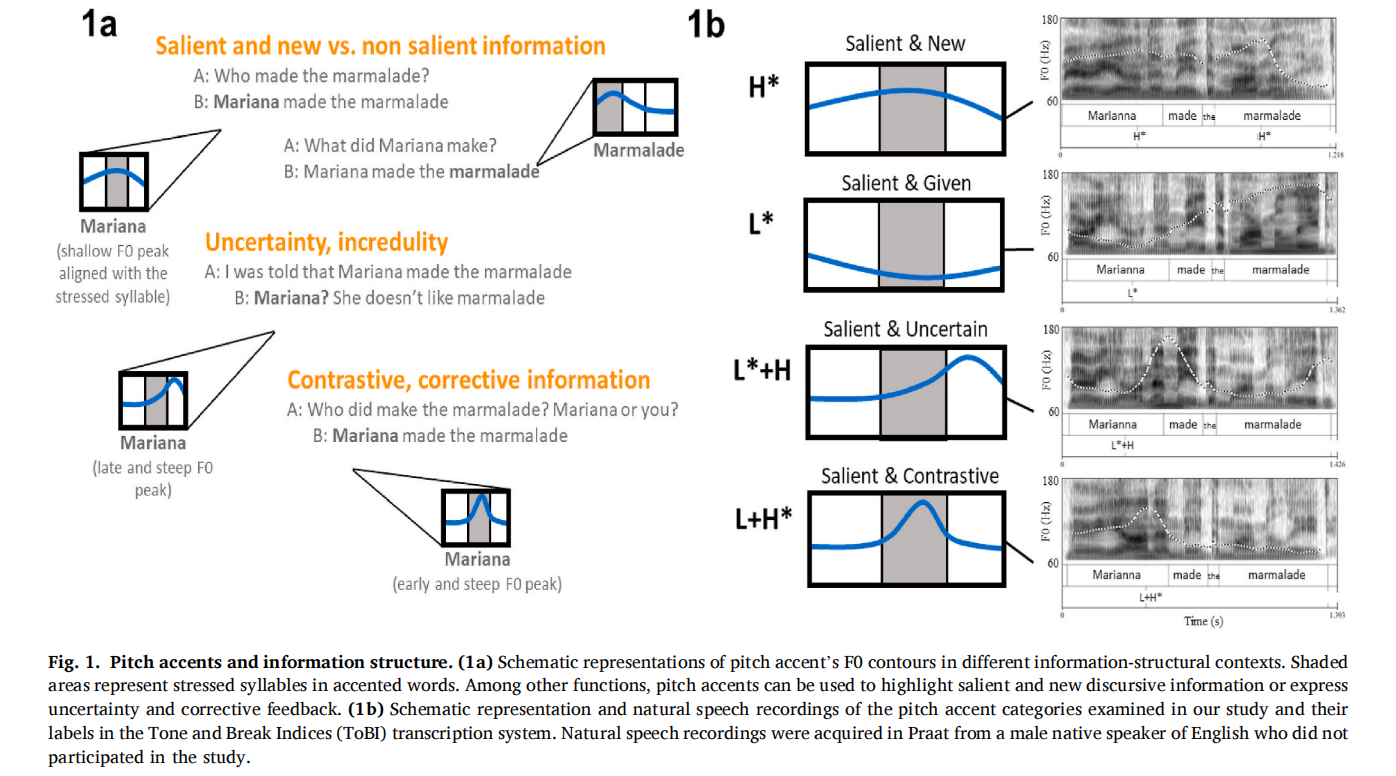 1a
Salient and new vs. non salient information
A: Who made the marmalade?
B: Mariana made the marmalade
A: What did Mariana make?
B: Mariana made the marmalade
Marmalade
Mariana
(shallow F0 peak
aligned with the
stressed syllable)
Uncertainty, incredulity
A: I was told that Mariana made the marmalade
B: Mariana? She doesn't like marmalade
Mariana
(late and steep F0
peak)
Contrastive, corrective information
A: Who did make the marmalade? Mariana or you?
B: Mariana made the marmalade
Mariana
(early and steep F0 peak)
1b
Salient & New
H*
180
F0 (Hz)
60
Marianna made the marmalade
H* H*
0 1.218
Salient & Given
L*
180
F0 (Hz)
60
Marianna made the marmalade
L*
0 1.362
Salient & Uncertain
L*+H
180
F0 (Hz)
60
Marianna made the marmalade
L*+H
0 1.426
Salient & Contrastive
L+H*
180
F0 (Hz)
60
Marianna made the marmalade
L+H*
0 1.393
Time (s)
Fig. 1. Pitch accents and information structure. (1a) Schematic representations of pitch accent's F0 contours in different information-structural contexts. Shaded
areas represent stressed syllables in accented words. Among other functions, pitch accents can be used to highlight salient and new discursive information or express
uncertainty and corrective feedback. (1b) Schematic representation and natural speech recordings of the pitch accent categories examined in our study and their
labels in the Tone and Break Indices (ToBI) transcription system. Natural speech recordings were acquired in Praat from a male native speaker of English who did not
participated in the study.